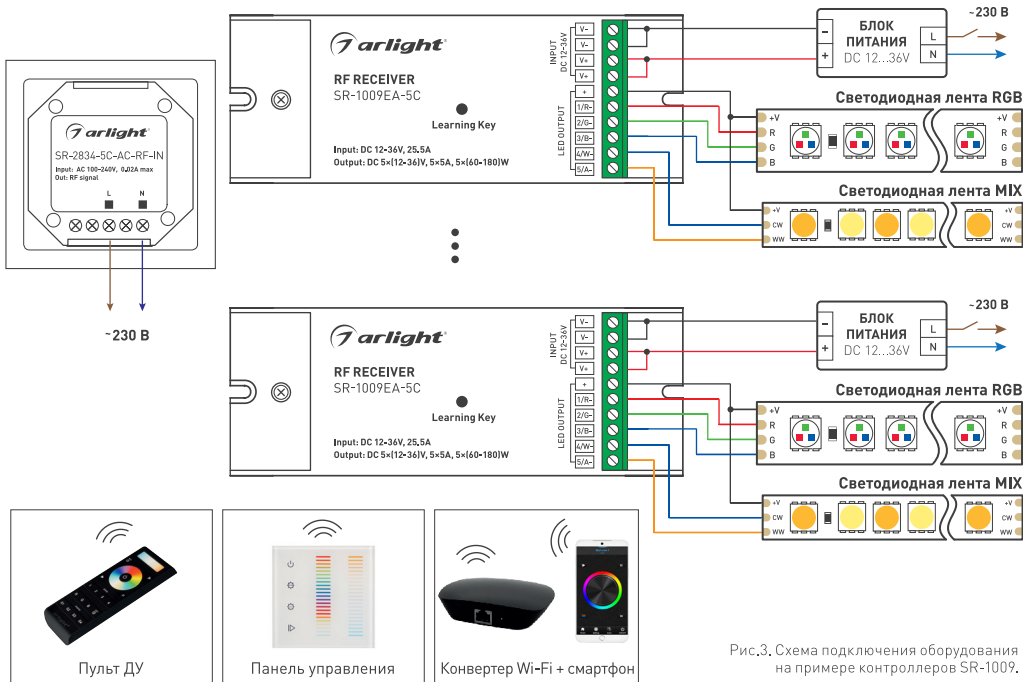 arlight
SR-2834-5C-AC-RF-IN
Input: AC 100-240V, 0,02A max
Out: RF signal
L N
~230 В
arlight
RF RECEIVER
SR-1009EA-5C
Learning Key
Input: DC 12-36V, 25.5A
Output: DC 5×(12-36)V, 5×5A, 5×(60-180)W
INPUT
DC 12-36V
V-
V-
V+
V+
LED OUTPUT
+
1/R-
2/G-
3/B-
4/W-
5/A-
~230 В
БЛОК
ПИТАНИЯ
DC 12...36V
-
+
L
N
Светодиодная лента RGB
+V +V
R R
G G
B B
Светодиодная лента MIX
+V +V
CW CW
WW WW
arlight
RF RECEIVER
SR-1009EA-5C
Learning Key
Input: DC 12-36V, 25.5A
Output: DC 5×(12-36)V, 5×5A, 5×(60-180)W
INPUT
DC 12-36V
V-
V-
V+
V+
LED OUTPUT
+
1/R-
2/G-
3/B-
4/W-
5/A-
~230 В
БЛОК
ПИТАНИЯ
DC 12...36V
-
+
L
N
Светодиодная лента RGB
+V +V
R R
G G
B B
Светодиодная лента MIX
+V +V
CW CW
WW WW
Пульт ДУ
Панель управления
Конвертер Wi-Fi + смартфон
Рис.3. Схема подключения оборудования
на примере контроллеров SR-1009.